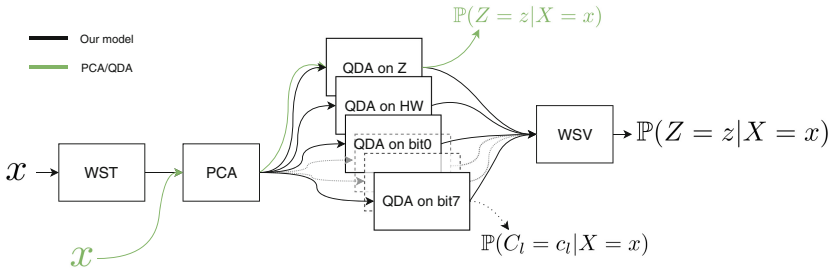 Our model
PCA/QDA
ℙ(Z = z|X = x)
QDA on Z
QDA on HW
QDA on bit0
QDA on bit7
x
WST
PCA
WSV
ℙ(Z = z|X = x)
x
ℙ(C_l = c_l|X = x)